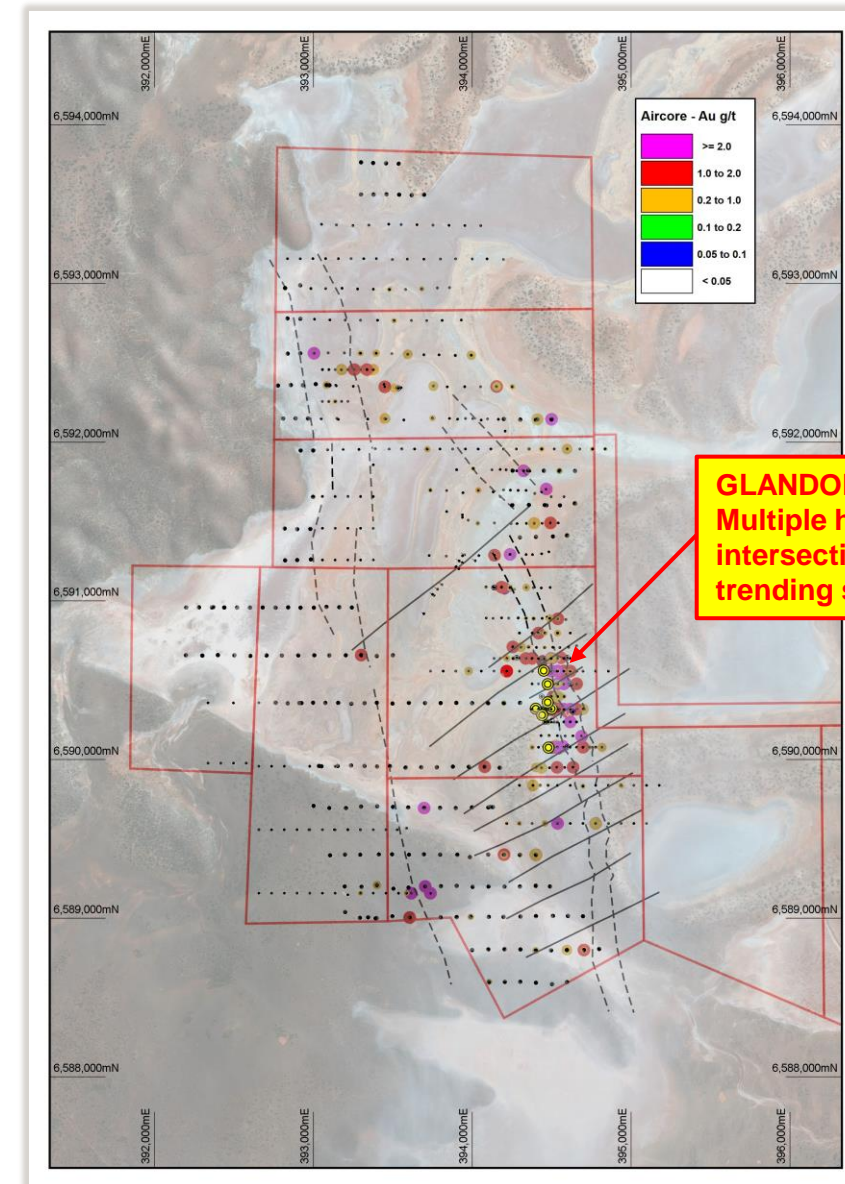 392,000mE
393,000mE
394,000mE
395,000mE
396,000mE
6,594,000mN
6,594,000mN
Aircore - Au g/t
>= 2.0
1.0 to 2.0
0.2 to 1.0
0.1 to 0.2
0.05 to 0.1
< 0.05
6,593,000mN
6,593,000mN
6,592,000mN
6,592,000mN
Multiple
trending
6,591,000mN
6,591,000mN
6,590,000mN
6,590,000mN
6,589,000mN
6,589,000mN
6,588,000mN
6,588,000mN
392,000mE
393,000mE
394,000mE
395,000mE
396,000mE